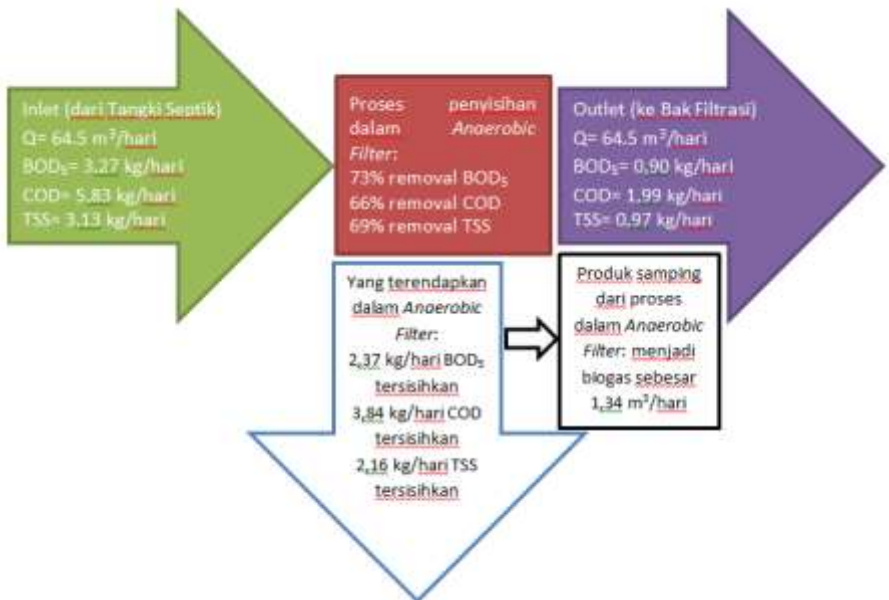 Inlet (dari Tangki Septik)
Q= 64.5 m³/hari
BOD₅= 3,27 kg/hari
COD= 5,83 kg/hari
TSS= 3,13 kg/hari
Proses penyisihan
dalam Anaerobic
Filter:
73% removal BOD₅
66% removal COD
69% removal TSS
Outlet (ke Bak Filtrasi)
Q= 64.5 m³/hari
BOD₅= 0,90 kg/hari
COD= 1,99 kg/hari
TSS= 0,97 kg/hari
Yang terendapkan
dalam Anaerobic
Filter:
2,37 kg/hari BOD₅
tersisihkan
3,84 kg/hari COD
tersisihkan
2,16 kg/hari TSS
tersisihkan
Produk samping
dari proses
dalam Anaerobic
Filter: menjadi
biogas sebesar
1,34 m³/hari